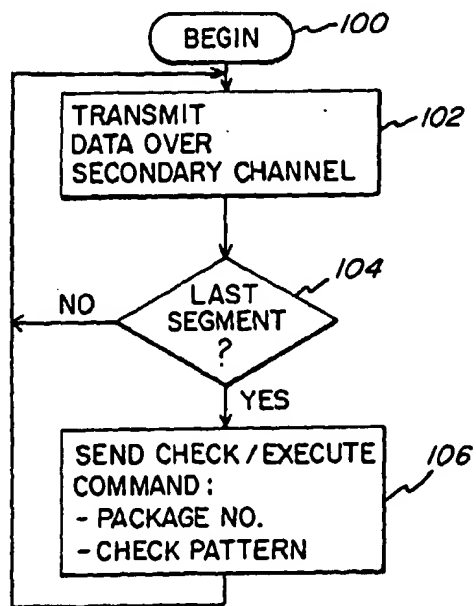 BEGIN
100
TRANSMIT
DATA OVER
SECONDARY CHANNEL
102
LAST
SEGMENT
?
104
NO
YES
SEND CHECK/EXECUTE
COMMAND:
- PACKAGE NO.
- CHECK PATTERN
106